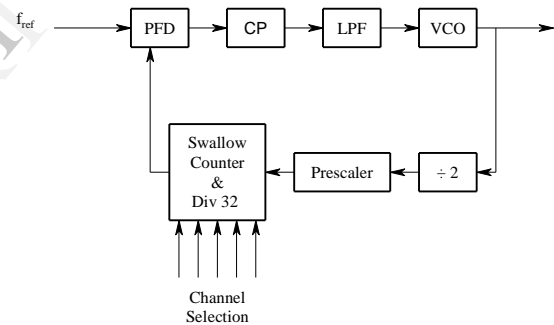 f_ref
PFD
CP
LPF
VCO
Swallow
Counter
&
Div 32
Prescaler
÷ 2
Channel
Selection